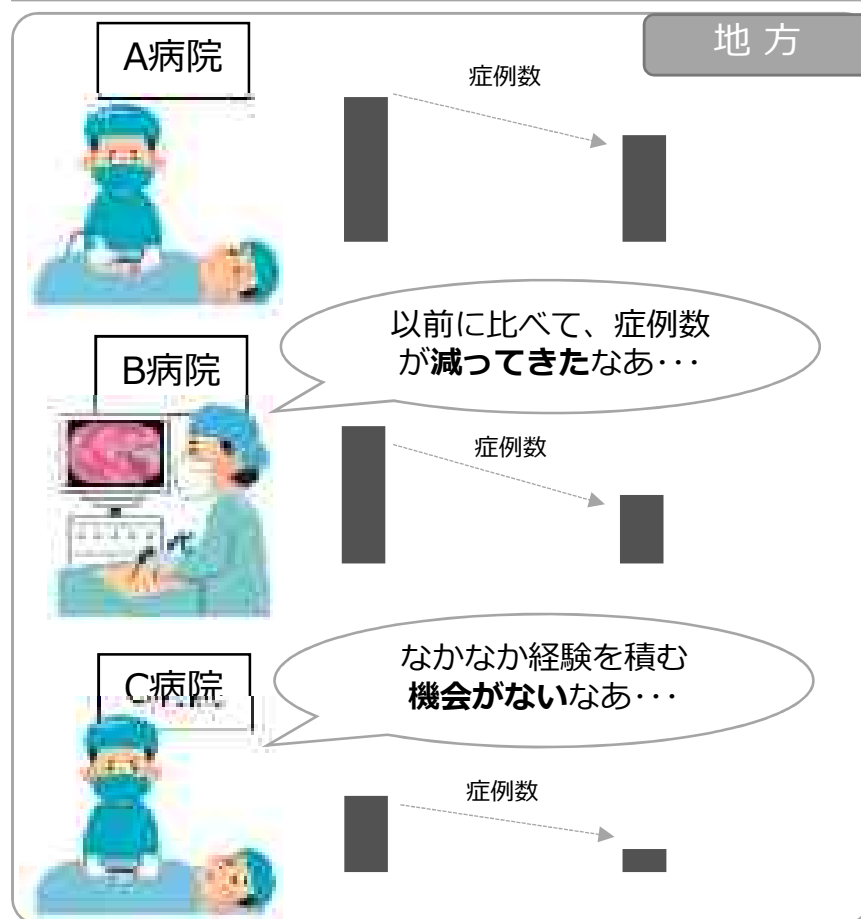 地 方
A病院
症例数
以前に比べて、症例数
が減ってきたなあ･･･
B病院
症例数
なかなか経験を積む
機会がないなあ･･･
C病院
症例数